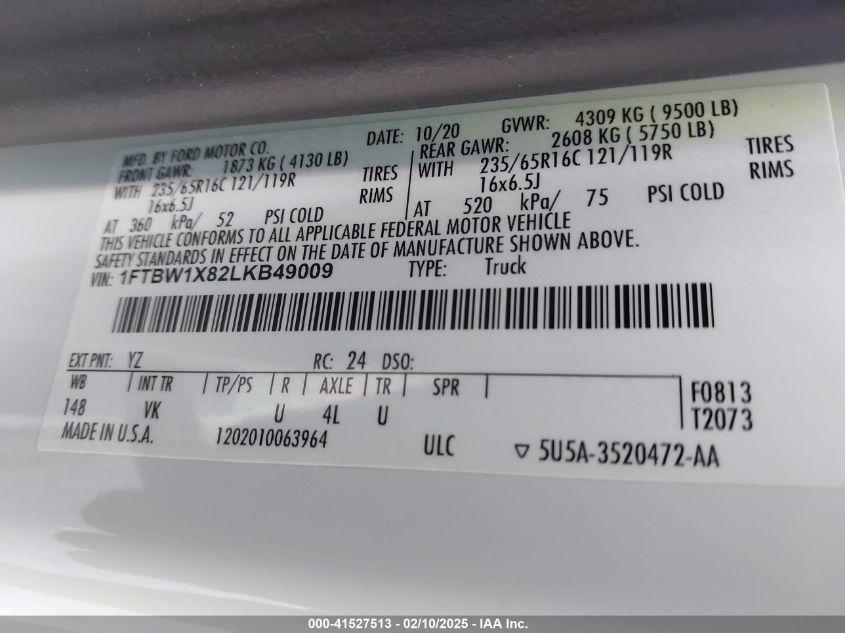 MFD. BY FORD MOTOR CO. DATE: 10/20 GVWR: 4309 KG ( 9500 LB)
FRONT GAWR: 1873 KG ( 4130 LB) REAR GAWR: 2608 KG ( 5750 LB)
WITH 235/65R16C 121/119R TIRES WITH 235/65R16C 121/119R TIRES
16x6.5J RIMS 16x6.5J RIMS
AT 360 kPa/ 52 PSI COLD AT 520 kPa/ 75 PSI COLD
THIS VEHICLE CONFORMS TO ALL APPLICABLE FEDERAL MOTOR VEHICLE
SAFETY STANDARDS IN EFFECT ON THE DATE OF MANUFACTURE SHOWN ABOVE.
VIN: 1FTBW1X82LKB49009 TYPE: Truck
EXT PNT: YZ RC: 24 DSO:
WB INT TR TP/PS R AXLE TR SPR F0813
148 VK U 4L U T2073
MADE IN U.S.A. 1202010063964 ULC ▽ 5U5A-3520472-AA
000-41527513 - 02/10/2025 - IAA Inc.